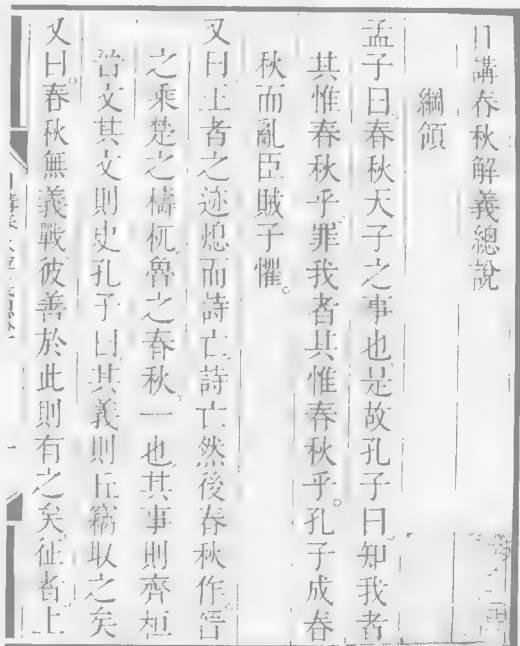 日講春秋解義總說
綱領
孟子曰春秋天子之事也是故孔子曰。知我者
其惟春秋乎。罪我者其惟春秋乎。孔子成春
秋而亂臣賊子懼。
又曰王者之迹熄而詩亡。詩亡然後春秋作。晉
之乘楚之檮杌魯之春秋。一也其事則齊桓
晉文其文則史孔子曰其義則丘竊取之矣
又曰春秋無義戰彼善於此則有之矣征者上